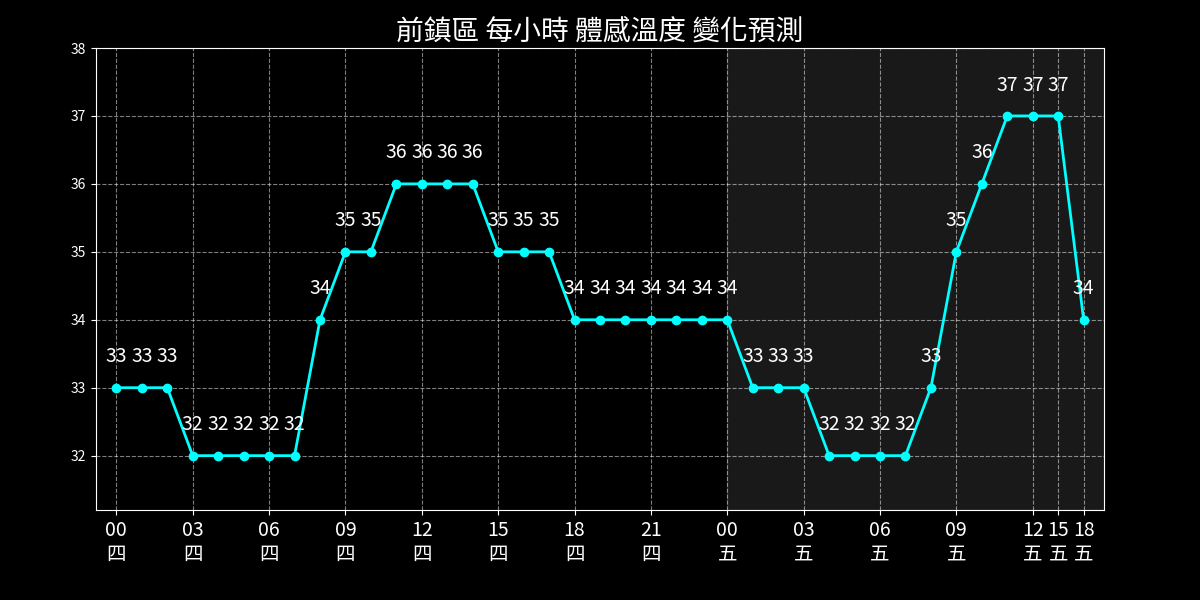 前鎮區 每小時 體感溫度 變化預測
38
37
36
35
34
33
32
37 37 37
36 36 36 36 36
35 35 35 35 35 35
34 34 34 34 34 34 34 34 34
33 33 33 33 33 33 33
32 32 32 32 32 32 32 32 32
00 03 06 09 12 15 18 21 00 03 06 09 12 15 18
四 四 四 四 四 四 四 四 五 五 五 五 五 五 五